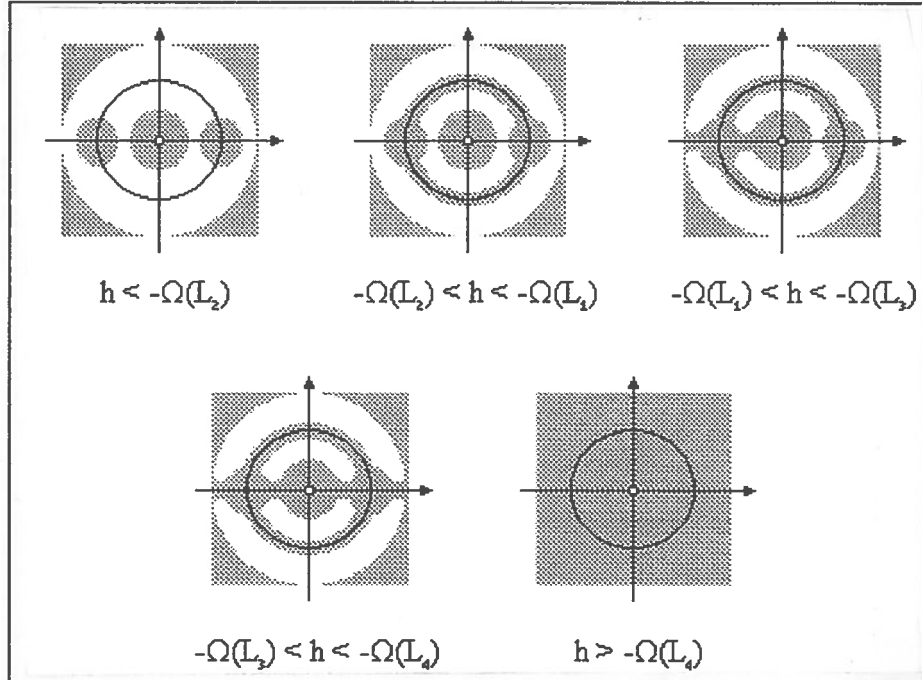 h < -Ω(L₂)
-Ω(L₂) < h < -Ω(L₁)
-Ω(L₁) < h < -Ω(L₃)
-Ω(L₃) < h < -Ω(L₄)
h > -Ω(L₄)